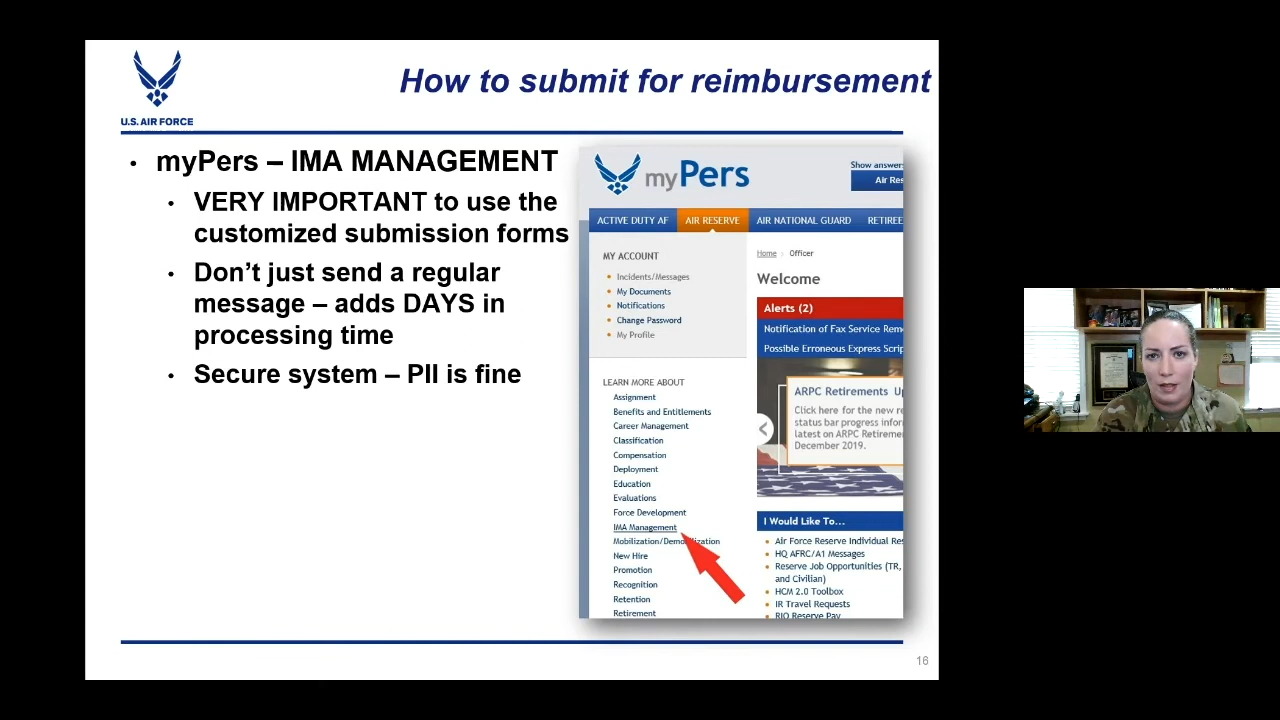 How to submit for reimbursement
U.S. AIR FORCE
• myPers – IMA MANAGEMENT
• VERY IMPORTANT to use the
customized submission forms
• Don’t just send a regular
message – adds DAYS in
processing time
• Secure system – PII is fine
myPers
Show answers
Air Res
ACTIVE DUTY AF
AIR RESERVE
AIR NATIONAL GUARD
RETIREE
MY ACCOUNT
Incidents/Messages
My Documents
Notifications
Change Password
My Profile
LEARN MORE ABOUT
Assignment
Benefits and Entitlements
Career Management
Classification
Compensation
Deployment
Education
Evaluations
Force Development
IMA Management
Mobilization/Demobilization
New Hire
Promotion
Recognition
Retention
Retirement
Home › Officer
Welcome
Alerts (2)
Notification of Fax Service Rem
Possible Erroneous Express Scrip
ARPC Retirements Up
Click here for the new re
status bar progress infor
latest on ARPC Retireme
December 2019.
I Would Like To...
Air Force Reserve Individual Res
HQ AFRC/A1 Messages
Reserve Job Opportunities (TR,
and Civilian)
HCM 2.0 Toolbox
IR Travel Requests
RIO Reserve Pay
16